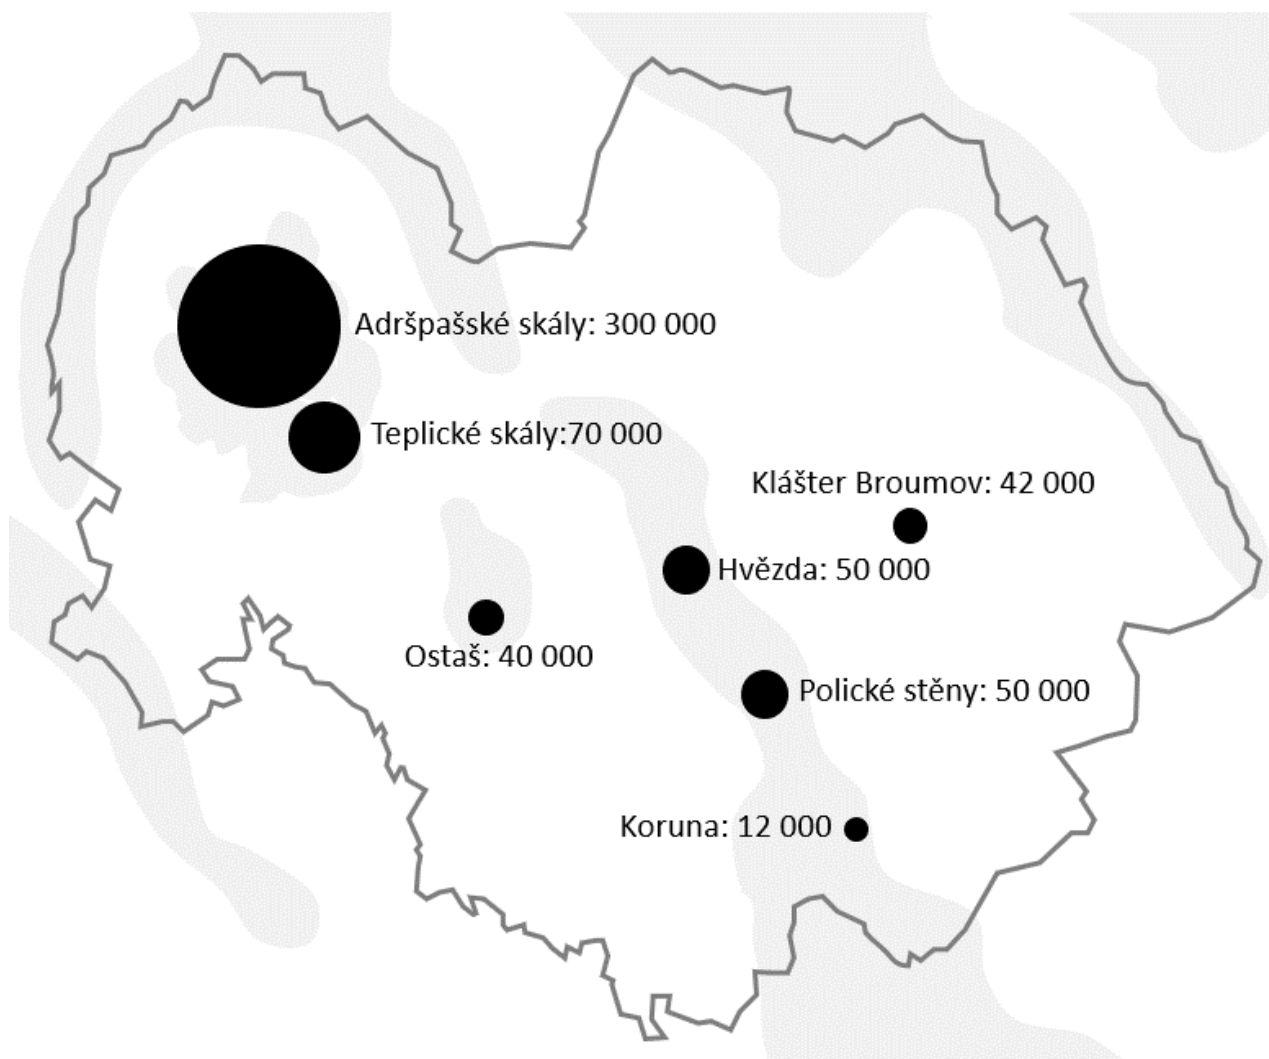 Adršpašské skály: 300 000
Teplické skály:70 000
Klášter Broumov: 42 000
Hvězda: 50 000
Ostaš: 40 000
Polické stěny: 50 000
Koruna: 12 000